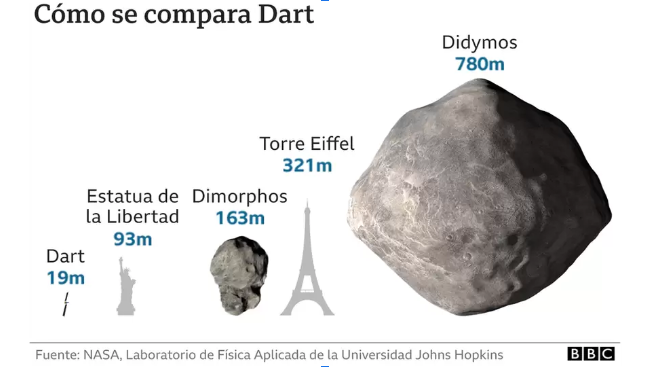 Cómo se compara Dart
Didymos
780m
Torre Eiffel
321m
Estatua de
la Libertad
93m
Dimorphos
163m
Dart
19m
Fuente: NASA, Laboratorio de Física Aplicada de la Universidad Johns Hopkins
BBC